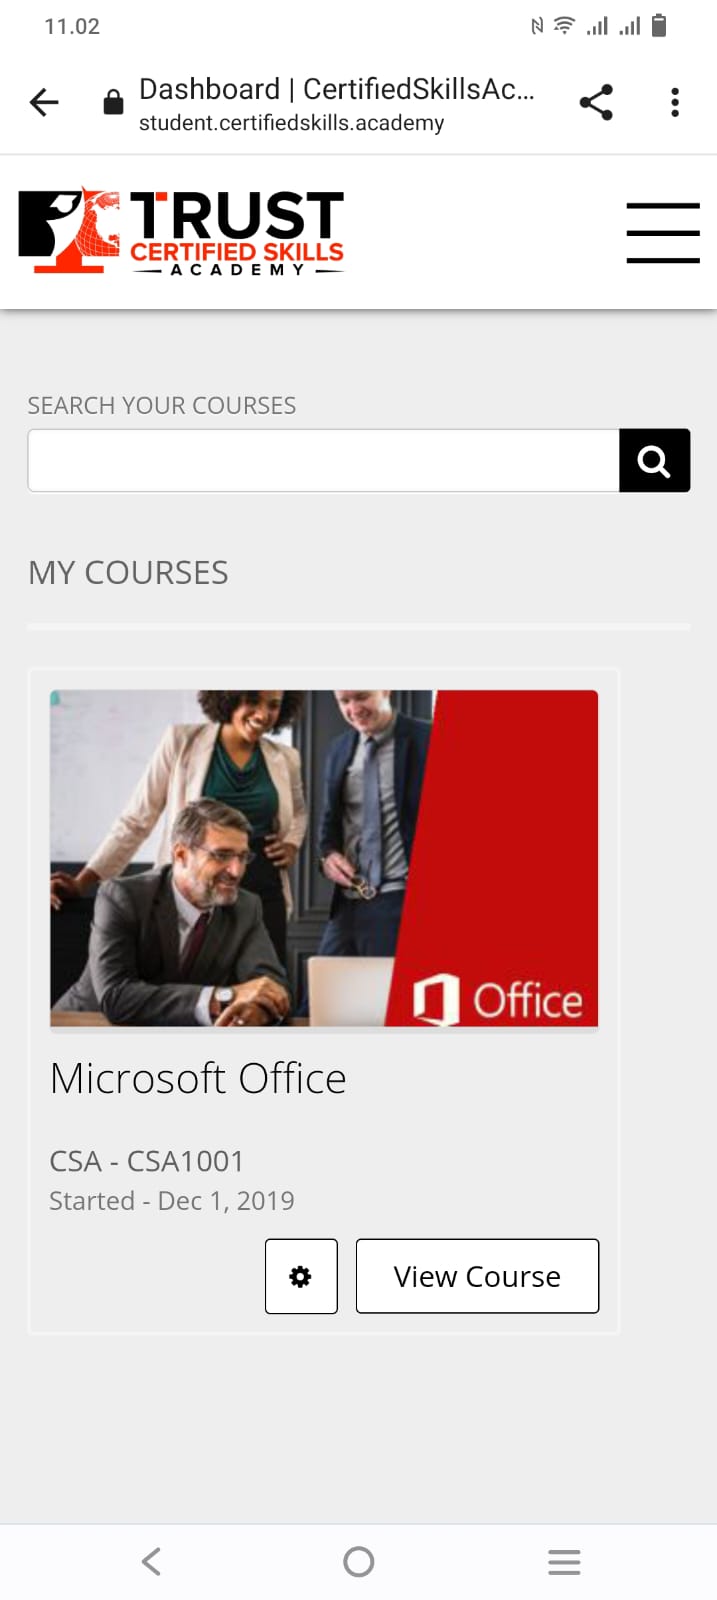 11.02
Dashboard | CertifiedSkillsAc...
student.certifiedskills.academy
TRUST
CERTIFIED SKILLS
ACADEMY
SEARCH YOUR COURSES
MY COURSES
Office
Microsoft Office
CSA - CSA1001
Started - Dec 1, 2019
View Course